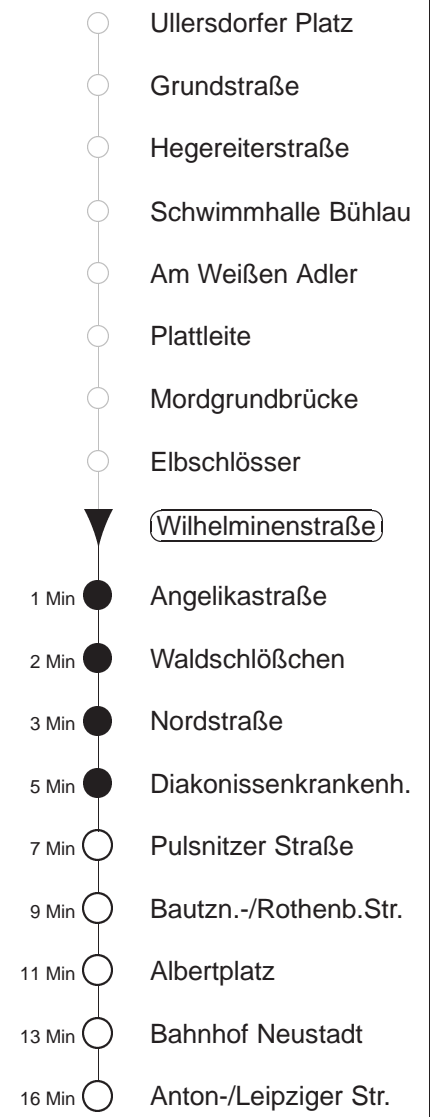 Ullersdorfer Platz
Grundstraße
Hegereiterstraße
Schwimmhalle Bühlau
Am Weißen Adler
Plattleite
Mordgrundbrücke
Elbschlösser
Wilhelminenstraße
1 Min Angelikastraße
2 Min Waldschlößchen
3 Min Nordstraße
5 Min Diakonissenkrankenh.
7 Min Pulsnitzer Straße
9 Min Bautzn.-/Rothenb.Str.
11 Min Albertplatz
13 Min Bahnhof Neustadt
16 Min Anton-/Leipziger Str.